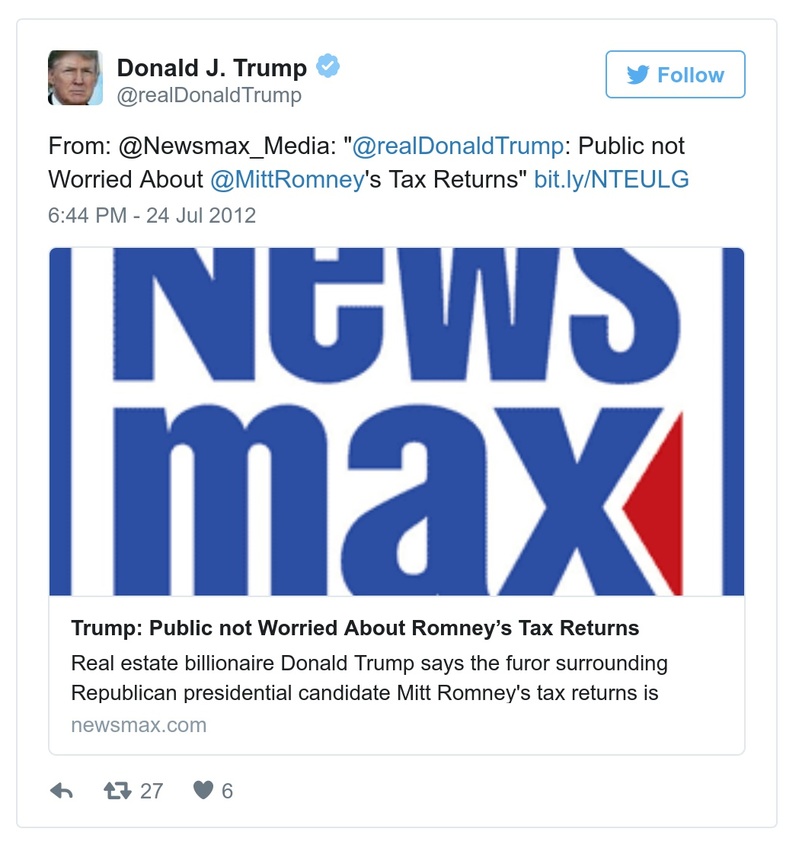 Donald J. Trump
@realDonaldTrump
Follow
From: @Newsmax_Media: "@realDonaldTrump: Public not
Worried About @MittRomney's Tax Returns" bit.ly/NTEULG
6:44 PM - 24 Jul 2012
News
max
Trump: Public not Worried About Romney’s Tax Returns
Real estate billionaire Donald Trump says the furor surrounding
Republican presidential candidate Mitt Romney's tax returns is
newsmax.com
27 6